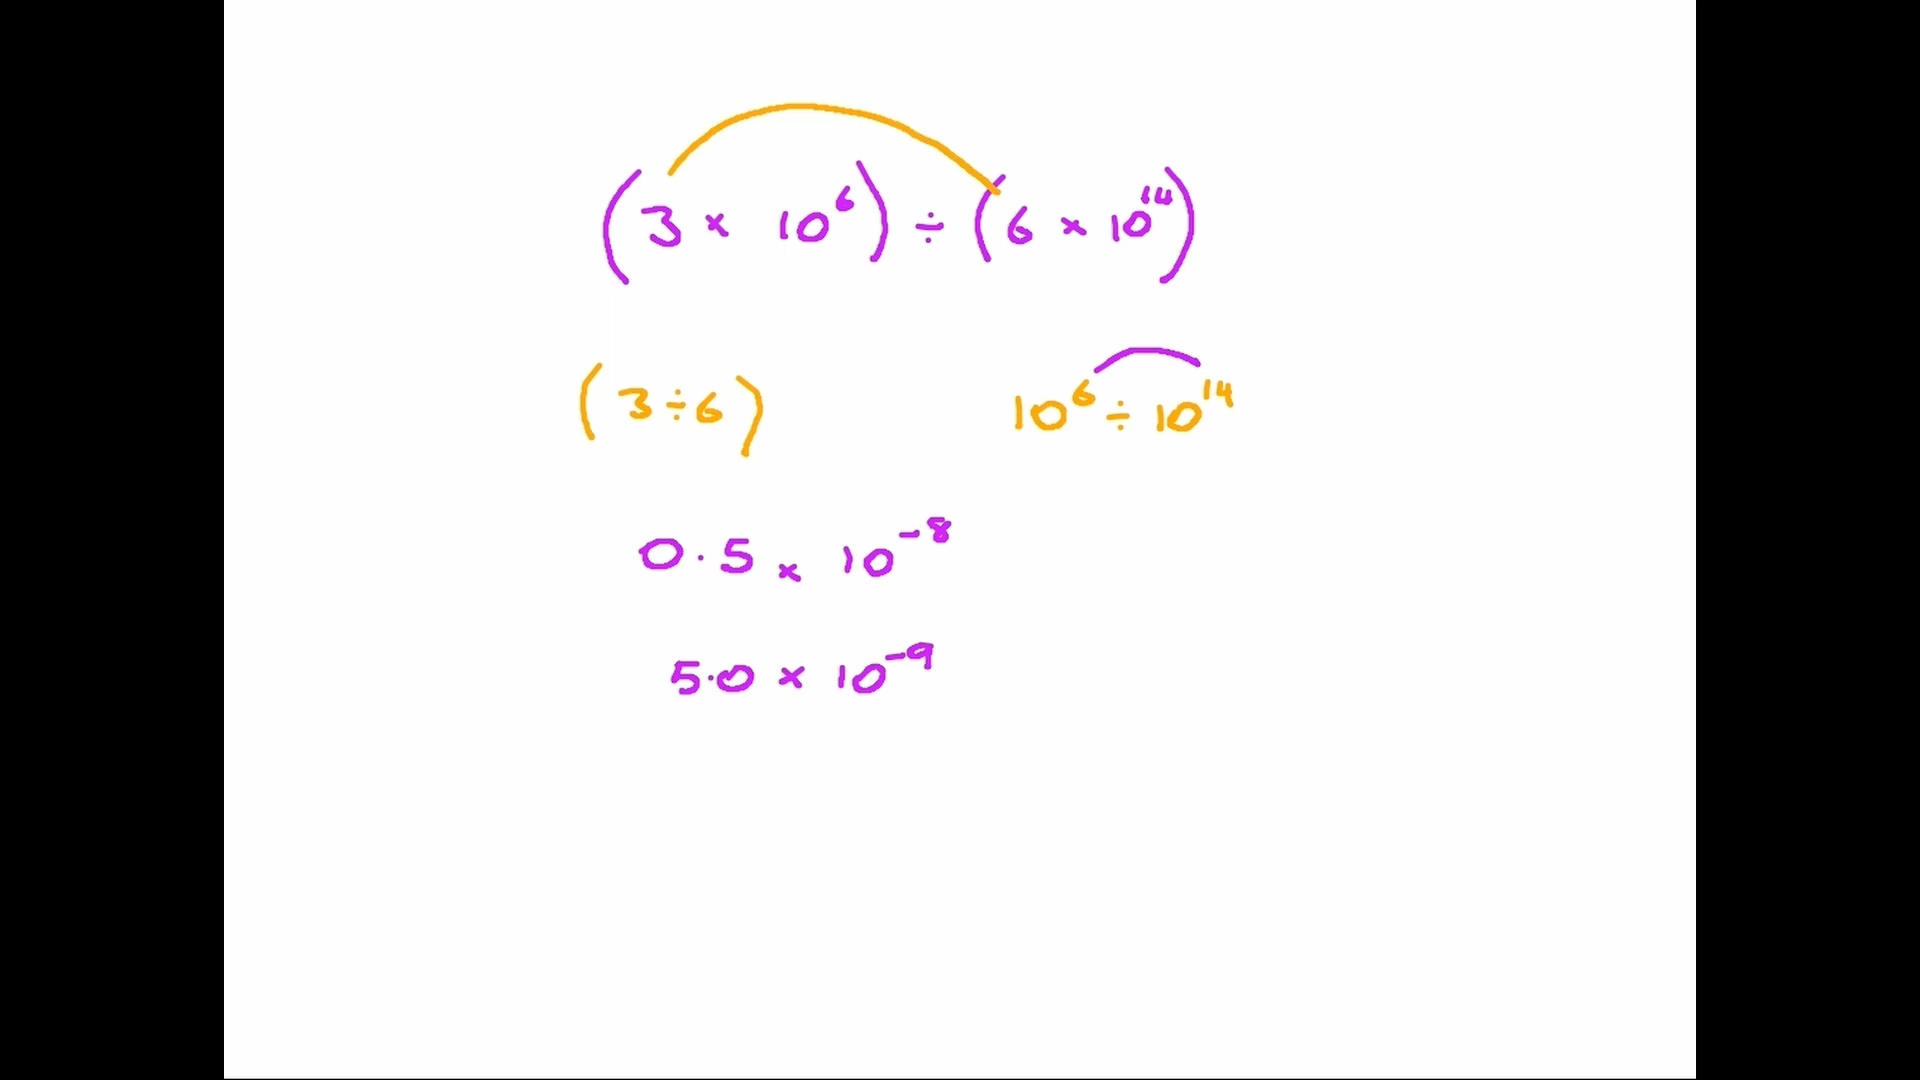 (3 × 10⁶) ÷ (6 × 10¹⁴)
(3 ÷ 6) 10⁶ ÷ 10¹⁴
0·5 × 10⁻⁸
5·0 × 10⁻⁹